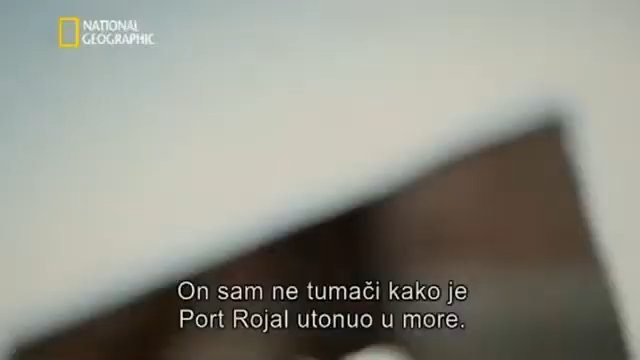 NATIONAL
GEOGRAPHIC
On sam ne tumači kako je
Port Rojal utonuo u more.